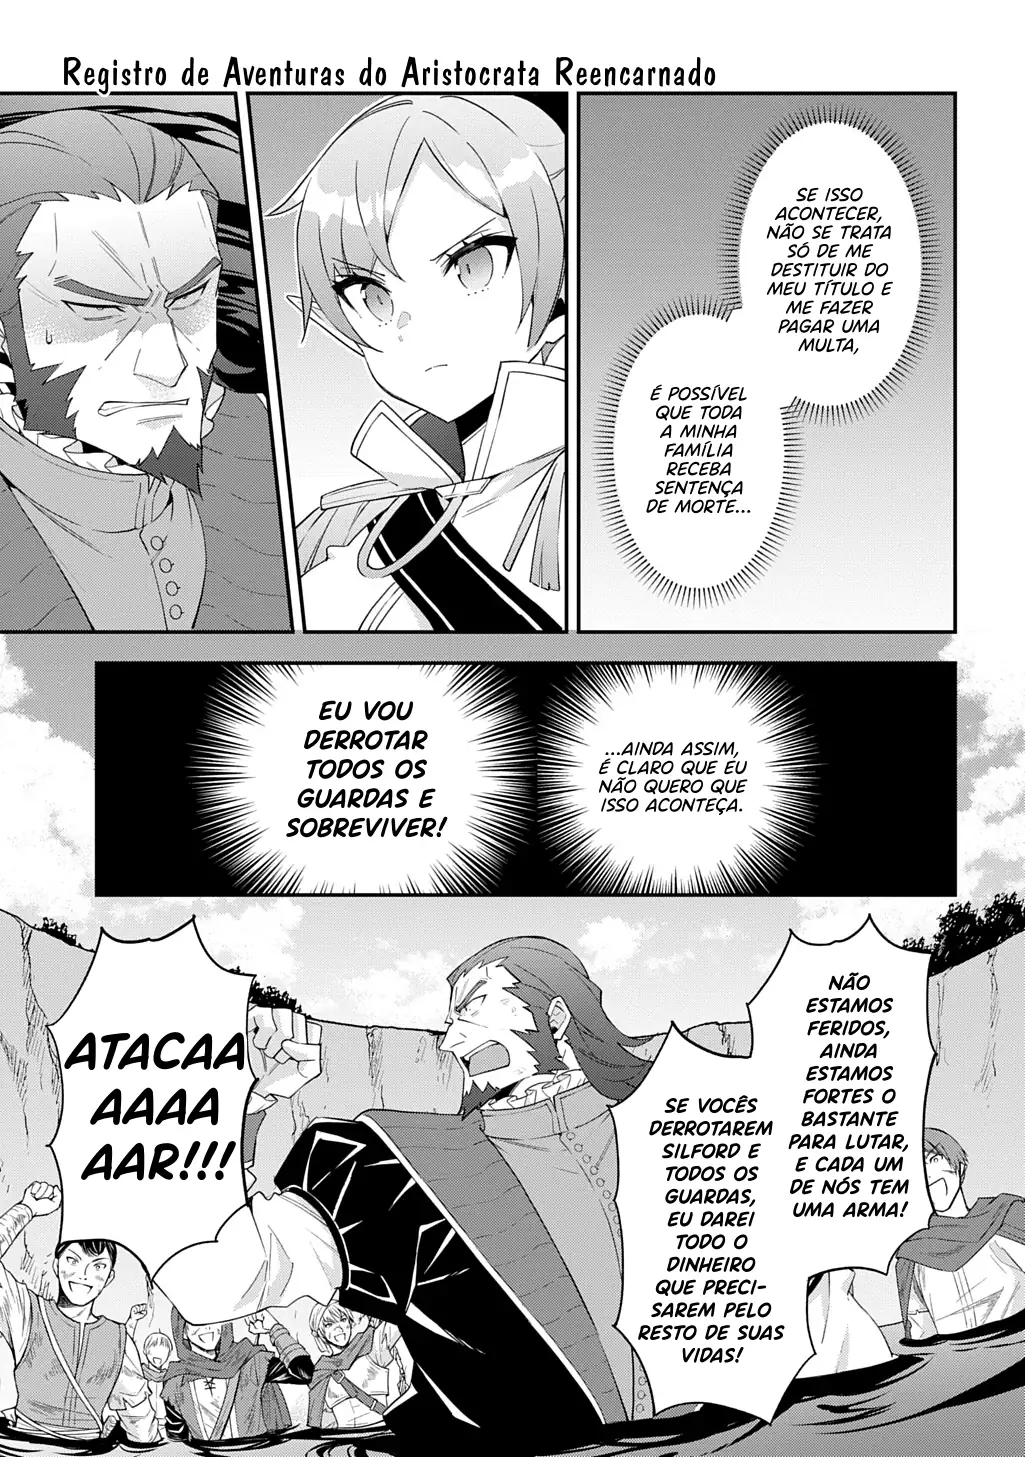 Registro de Aventuras do Aristocrata Reencarnado
SE ISSO
ACONTECER,
NÃO SE TRATA
SÓ DE ME
DESTITUIR DO
MEU TÍTULO E
ME FAZER
PAGAR UMA
MULTA,
É POSSÍVEL
QUE TODA
A MINHA
FAMÍLIA
RECEBA
SENTENÇA
DE MORTE...
...AINDA ASSIM,
É CLARO QUE EU
NÃO QUERO QUE
ISSO ACONTEÇA.
EU VOU
DERROTAR
TODOS OS
GUARDAS E
SOBREVIVER!
NÃO
ESTAMOS
FERIDOS,
AINDA
ESTAMOS
FORTES O
BASTANTE
PARA LUTAR,
E CADA UM
DE NÓS TEM
UMA ARMA!
SE VOCÊS
DERROTAREM
SILFORD E
TODOS OS
GUARDAS,
EU DAREI
TODO O
DINHEIRO
QUE PRECI-
SAREM PELO
RESTO DE SUAS
VIDAS!
ATACAA
AAAA
AAR!!!